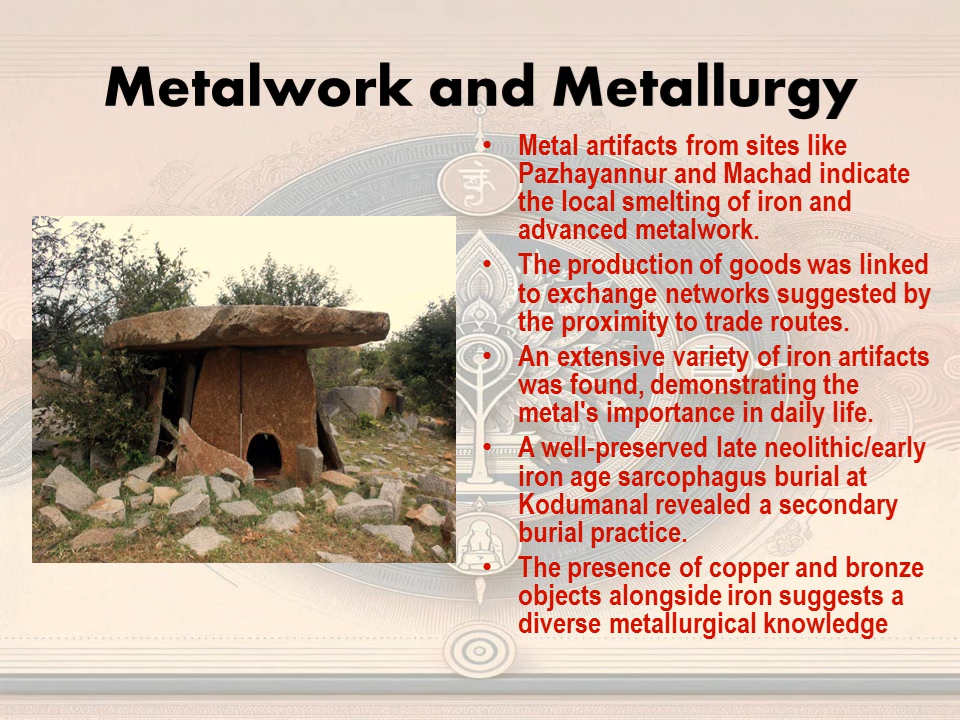 Metalwork and Metallurgy
• Metal artifacts from sites like
Pazhayannur and Machad indicate
the local smelting of iron and
advanced metalwork.
• The production of goods was linked
to exchange networks suggested by
the proximity to trade routes.
• An extensive variety of iron artifacts
was found, demonstrating the
metal's importance in daily life.
• A well-preserved late neolithic/early
iron age sarcophagus burial at
Kodumanal revealed a secondary
burial practice.
• The presence of copper and bronze
objects alongside iron suggests a
diverse metallurgical knowledge